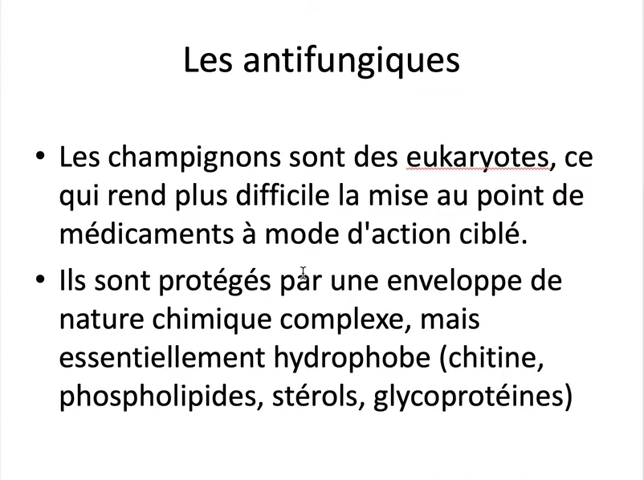 Les antifungiques
• Les champignons sont des eukaryotes, ce
qui rend plus difficile la mise au point de
médicaments à mode d'action ciblé.
• Ils sont protégés par une enveloppe de
nature chimique complexe, mais
essentiellement hydrophobe (chitine,
phospholipides, stérols, glycoprotéines)